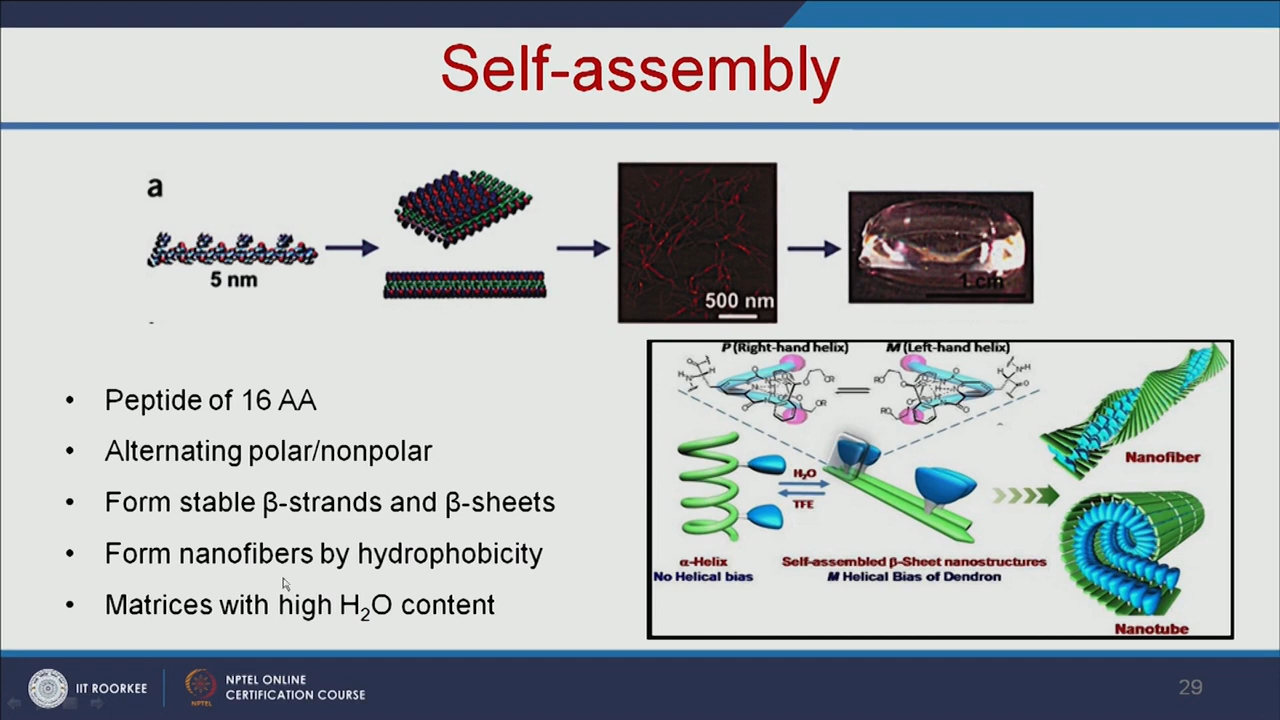 Self-assembly
a
5 nm
500 nm
1 cm
• Peptide of 16 AA
• Alternating polar/nonpolar
• Form stable β-strands and β-sheets
• Form nanofibers by hydrophobicity
• Matrices with high H₂O content
P (Right-hand helix)
M (Left-hand helix)
Nanofiber
H₂O
TFE
α-Helix
No Helical bias
Self-assembled β-Sheet nanostructures
M Helical Bias of Dendron
Nanotube
IIT ROORKEE
NPTEL
NPTEL ONLINE
CERTIFICATION COURSE
29